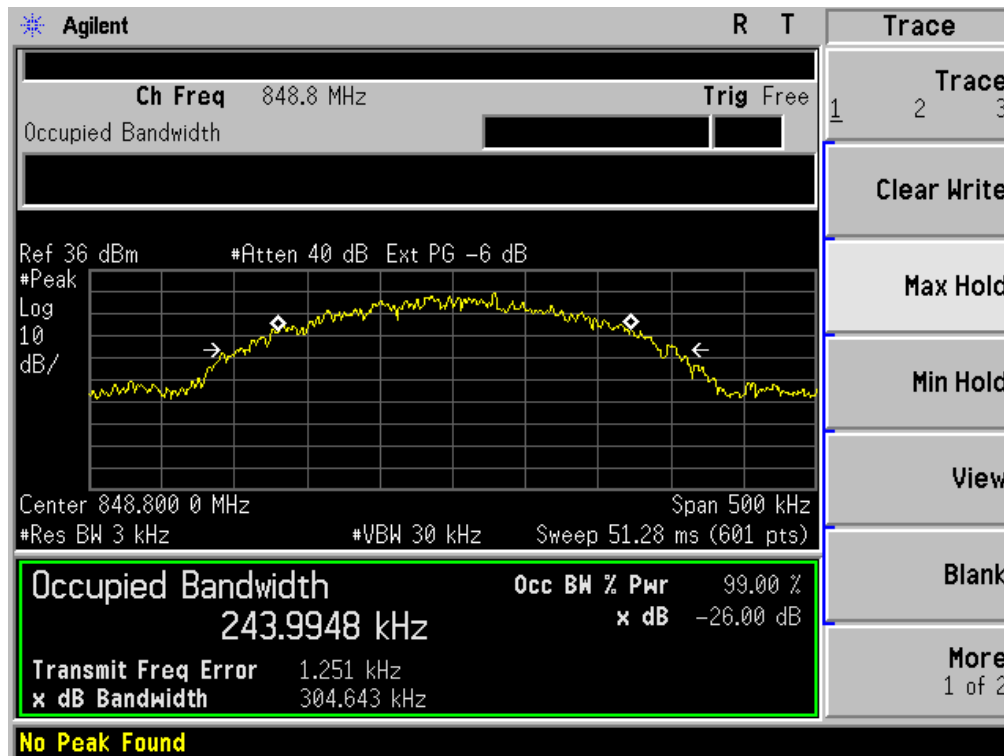 Agilent R T Trace
Ch Freq 848.8 MHz Trig Free
Occupied Bandwidth
Trace
1 2 3
Clear Write
Max Hold
Min Hold
View
Blank
More
1 of 2
Ref 36 dBm #Atten 40 dB Ext PG -6 dB
#Peak
Log
10
dB/
Center 848.800 0 MHz Span 500 kHz
#Res BW 3 kHz #VBW 30 kHz Sweep 51.28 ms (601 pts)
Occupied Bandwidth
243.9948 kHz
Occ BW % Pwr 99.00 %
x dB -26.00 dB
Transmit Freq Error 1.251 kHz
x dB Bandwidth 304.643 kHz
No Peak Found